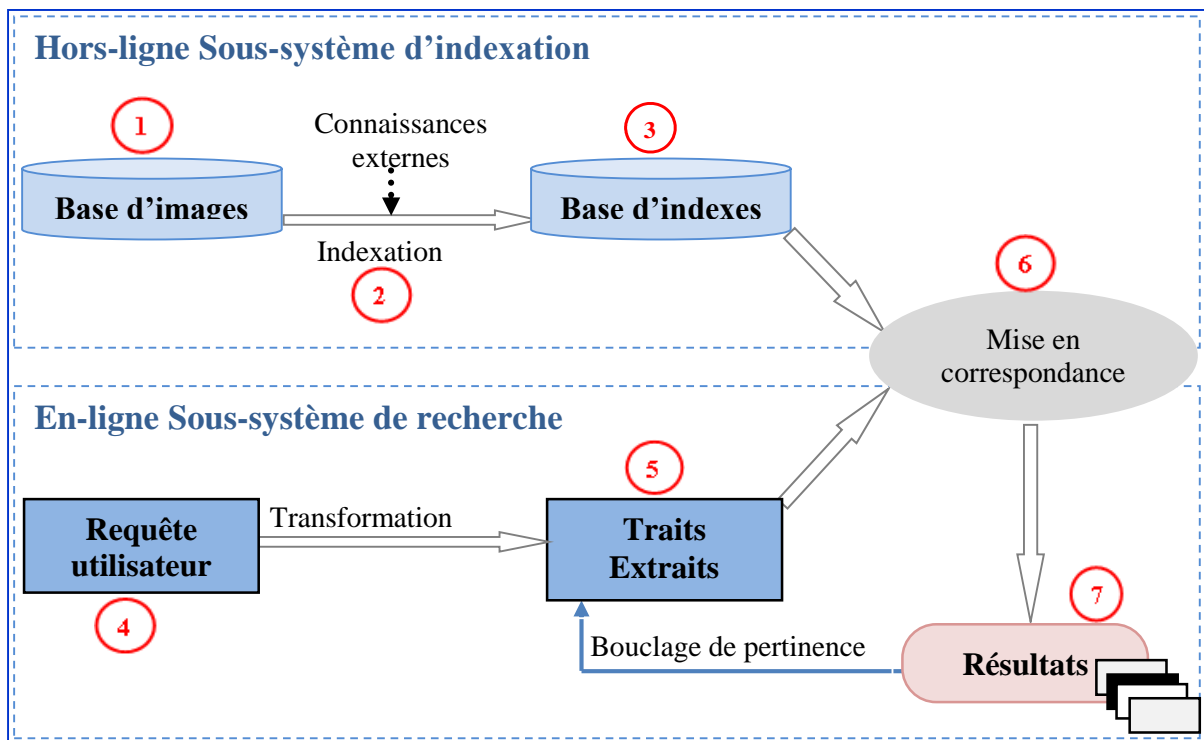 Hors-ligne Sous-système d'indexation
1
Connaissances
externes
3
Base d'images
Base d'indexes
Indexation
2
6
Mise en
correspondance
En-ligne Sous-système de recherche
5
Requête
utilisateur
Transformation
Traits
Extraits
4
7
Bouclage de pertinence
Résultats